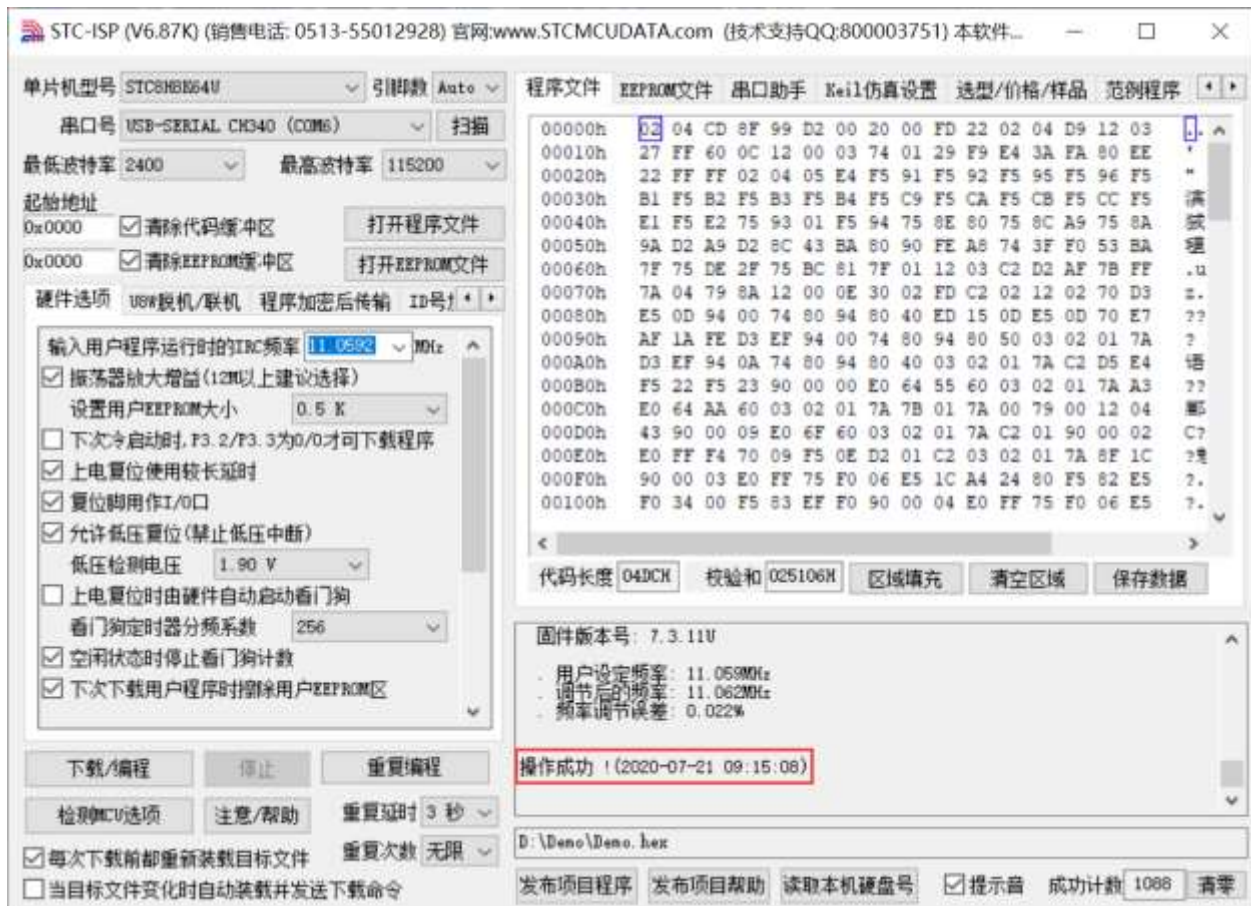 STC-ISP (V6.87K) (销售电话: 0513-55012928) 官网:www.STCMCUDATA.com (技术支持QQ:800003751) 本软件...
单片机型号 STC8H8K64U 引脚数 Auto
串口号 USB-SERIAL CH340 (COM6) 扫描
最低波特率 2400 最高波特率 115200
起始地址
0x0000 清除代码缓冲区 打开程序文件
0x0000 清除EEPROM缓冲区 打开EEPROM文件
硬件选项 U8W脱机/联机 程序加密后传输 ID号
输入用户程序运行时的IRC频率 11.0592 MHz
振荡器放大增益(12M以上建议选择)
设置用户EEPROM大小 0.5 K
下次冷启动时,P3.2/P3.3为0/0才可下载程序
上电复位使用较长延时
复位脚用作I/O口
允许低压复位(禁止低压中断)
低压检测电压 1.90 V
上电复位时由硬件自动启动看门狗
看门狗定时器分频系数 256
空闲状态时停止看门狗计数
下次下载用户程序时擦除用户EEPROM区
下载/编程 停止 重复编程
检测MCU选项 注意/帮助 重复延时 3 秒
每次下载前都重新装载目标文件 重复次数 无限
当目标文件变化时自动装载并发送下载命令
程序文件 EEPROM文件 串口助手 Keil仿真设置 选型/价格/样品 范例程序
00000h 02 04 CD 8F 99 D2 00 20 00 FD 22 02 04 D9 12 03
00010h 27 FF 60 0C 12 00 03 74 01 29 F9 E4 3A FA 80 EE
00020h 22 FF FF 02 04 05 E4 F5 91 F5 92 F5 95 F5 96 F5
00030h B1 F5 B2 F5 B3 F5 B4 F5 C9 F5 CA F5 CB F5 CC F5
00040h E1 F5 E2 75 93 01 F5 94 75 8E 80 75 8C A9 75 8A
00050h 9A D2 A9 D2 8C 43 BA 80 90 FE A8 74 3F F0 53 BA
00060h 7F 75 DE 2F 75 BC 81 7F 01 12 03 C2 D2 AF 7B FF
00070h 7A 04 79 8A 12 00 0E 30 02 FD C2 02 12 02 70 D3
00080h E5 0D 94 00 74 80 94 80 40 ED 15 0D E5 0D 70 E7
00090h AF 1A FE D3 EF 94 00 74 80 94 80 50 03 02 01 7A
000A0h D3 EF 94 0A 74 80 94 80 40 03 02 01 7A C2 D5 E4
000B0h F5 22 F5 23 90 00 00 E0 64 55 60 03 02 01 7A A3
000C0h E0 64 AA 60 03 02 01 7A 7B 01 7A 00 79 00 12 04
000D0h 43 90 00 09 E0 6F 60 03 02 01 7A C2 01 90 00 02
000E0h E0 FF F4 70 09 F5 0E D2 01 C2 03 02 01 7A 8F 1C
000F0h 90 00 03 E0 FF 75 F0 06 E5 1C A4 24 80 F5 82 E5
00100h F0 34 00 F5 83 EF F0 90 00 04 E0 FF 75 F0 06 E5
代码长度 04DCH 校验和 025106H 区域填充 清空区域 保存数据
固件版本号: 7.3.11U
. 用户设定频率: 11.059MHz
. 调节后的频率: 11.062MHz
. 频率调节误差: 0.022%
操作成功 !(2020-07-21 09:15:08)
D:\Demo\Demo.hex
发布项目程序 发布项目帮助 读取本机硬盘号 提示音 成功计数 1088 清零